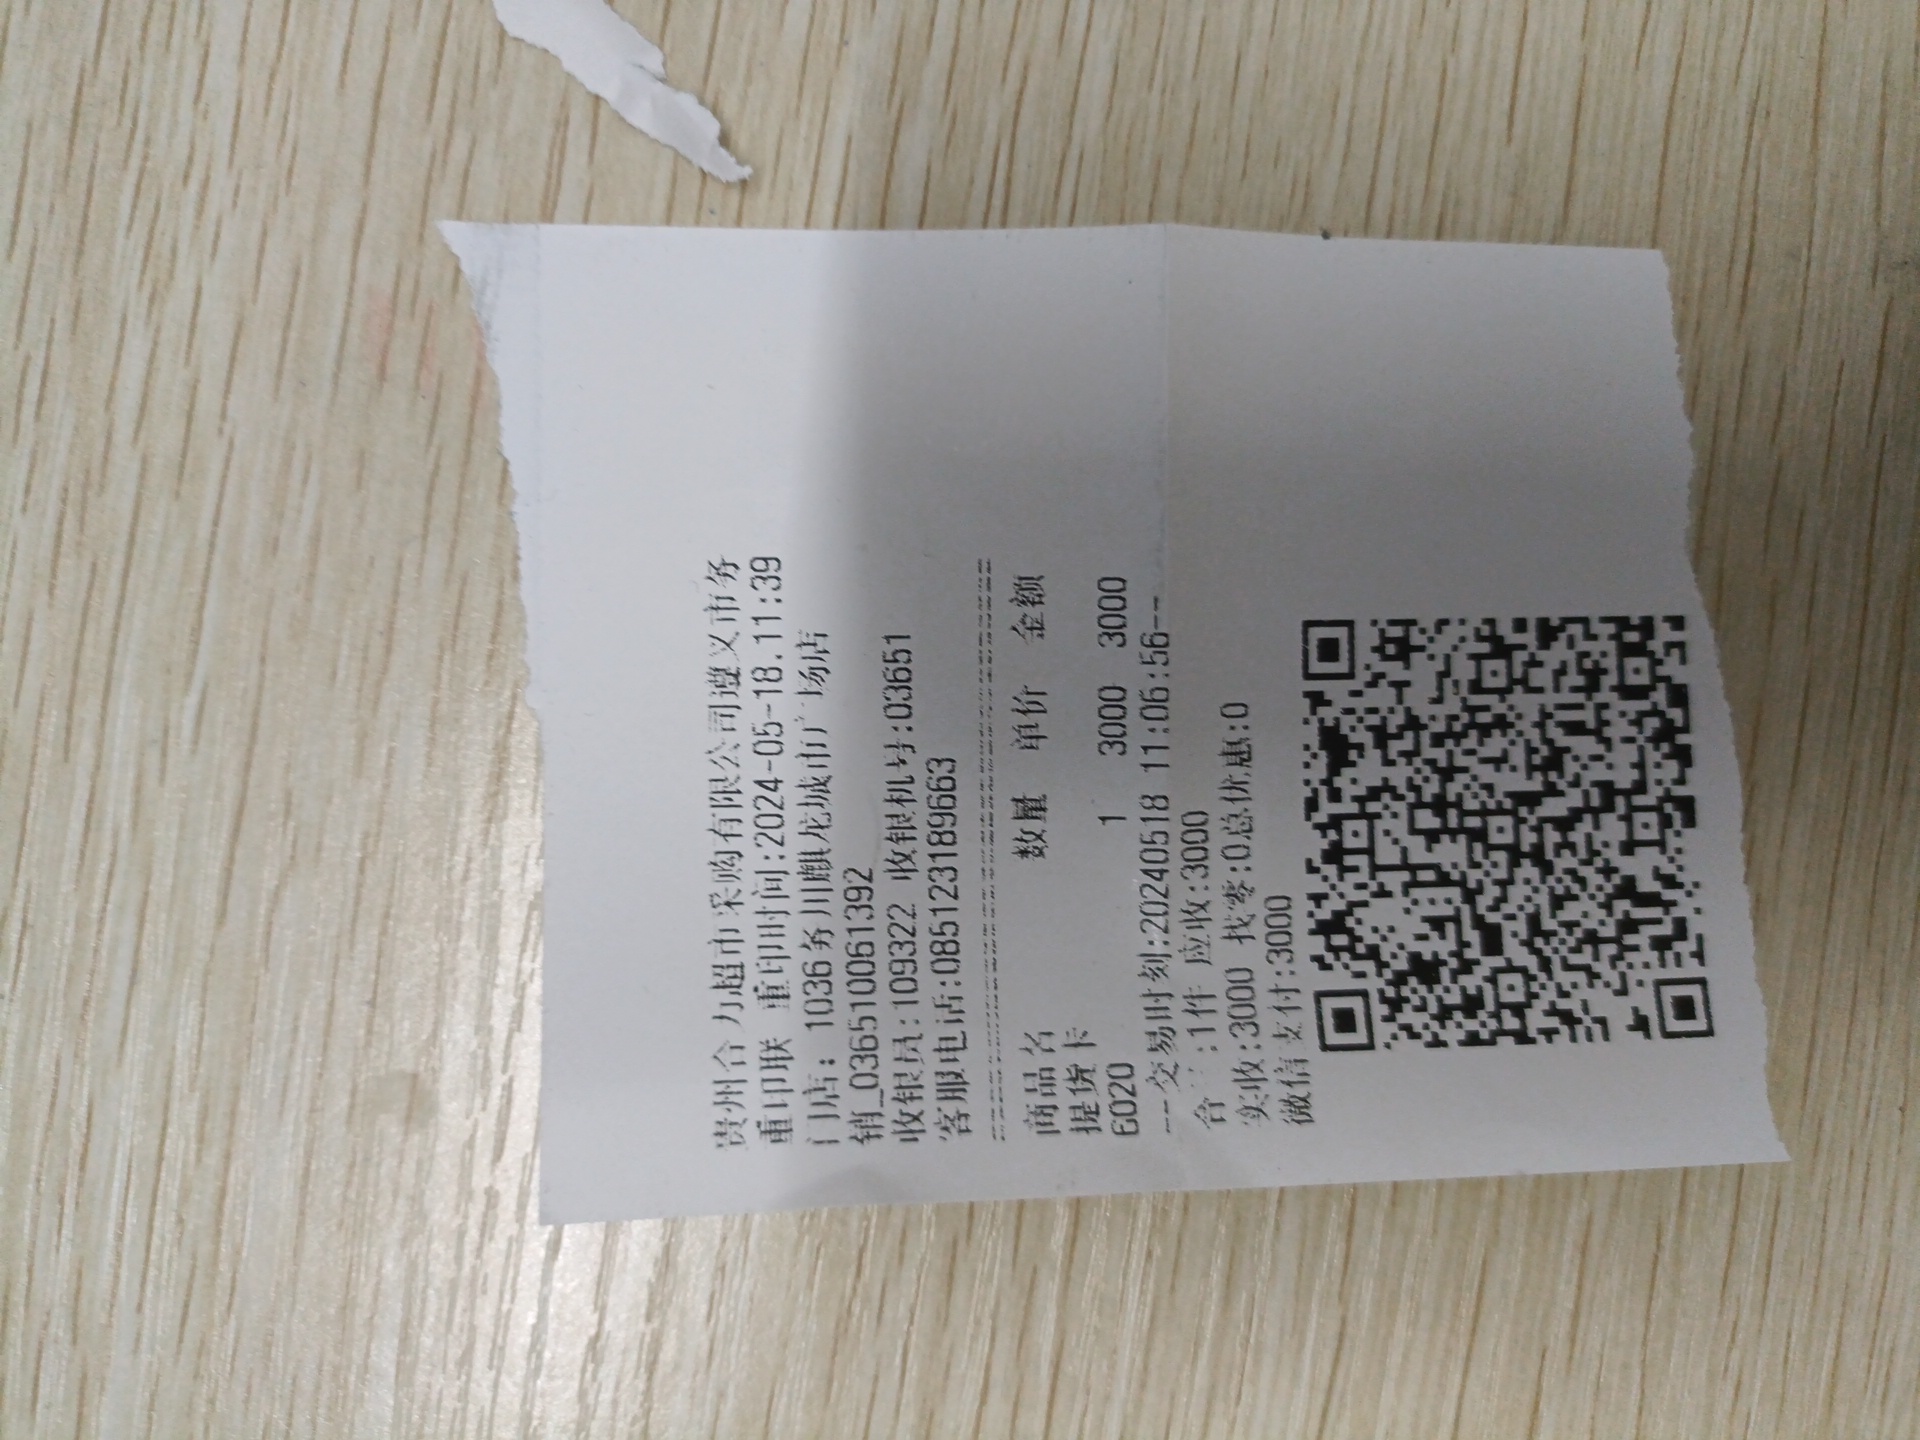 贵州合力超市采购有限公司遵义市务
重印联 重印时间:2024-05-18.11:39
门店: 1036务川麒龙城市广场店
销_0365100061392
收银员:109322 收银机号:03651
客服电话:085123189663
商品名 数量 单价 金额
提货卡
6020 1 3000 3000
--交易时刻:20240518 11:06:56--
合 :1件 应收:3000
实收:3000 找零:0总优惠:0
微信支付:3000